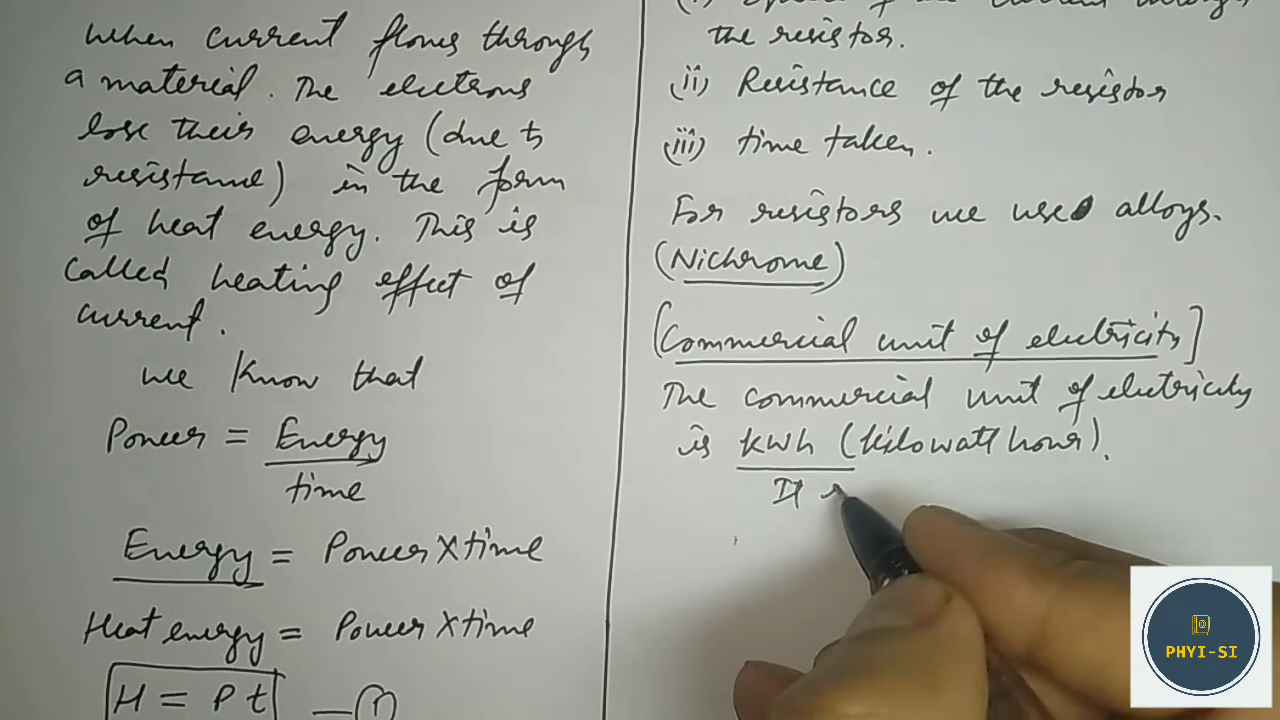 When current flows through
a material. The electrons
lose their energy (due to
resistance) in the form
of heat energy. This is
called heating effect of
current.
we know that
Power = Energy
time
Energy = Power X time
Heat energy = Power X time
H = Pt — (1)
the resistor.
(ii) Resistance of the resistor
(iii) time taken.
For resistors we use alloys.
(Nichrome)
[Commercial unit of electricity]
The commercial unit of electricity
is kWh (kilowatt hour).
It
PHYI-SI